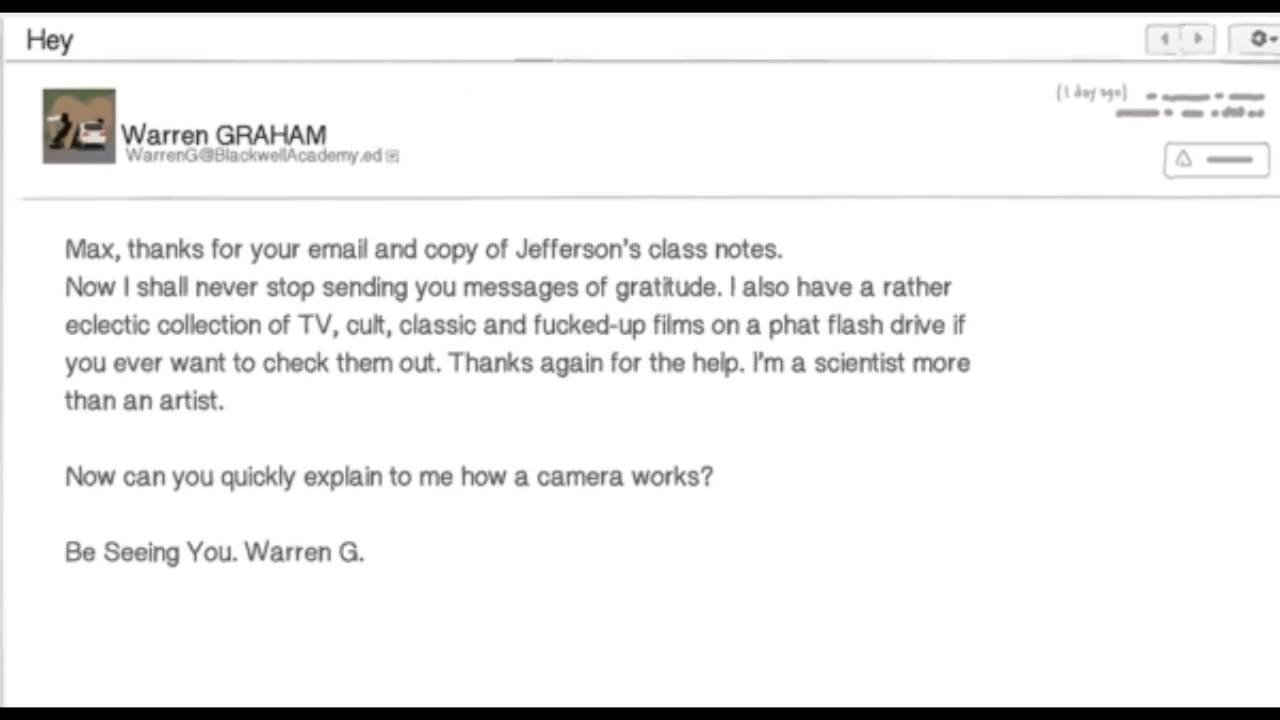 Hey
(1 day ago)
Warren GRAHAM
WarrenG@BlackwellAcademy.ed
Max, thanks for your email and copy of Jefferson's class notes.
Now I shall never stop sending you messages of gratitude. I also have a rather
eclectic collection of TV, cult, classic and fucked-up films on a phat flash drive if
you ever want to check them out. Thanks again for the help. I'm a scientist more
than an artist.
Now can you quickly explain to me how a camera works?
Be Seeing You. Warren G.